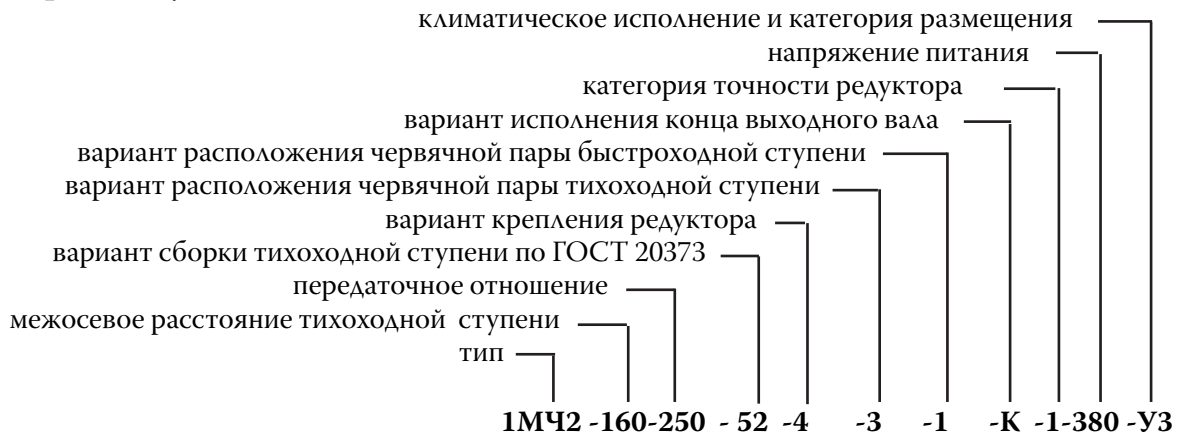 климатическое исполнение и категория размещения
напряжение питания
категория точности редуктора
вариант исполнения конца выходного вала
вариант расположения червячной пары быстроходной ступени
вариант расположения червячной пары тихоходной ступени
вариант крепления редуктора
вариант сборки тихоходной ступени по ГОСТ 20373
передаточное отношение
межосевое расстояние тихоходной ступени
тип
1МЧ2 -160-250 - 52 -4 -3 -1 -К -1-380 -У3